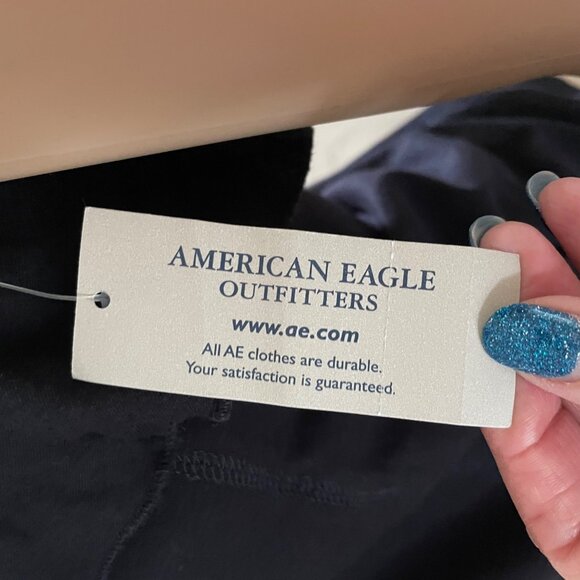 AMERICAN EAGLE
OUTFITTERS
www.ae.com
All AE clothes are durable.
Your satisfaction is guaranteed.